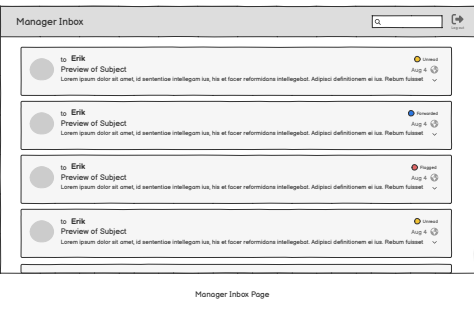 Manager Inbox
Log out
to Erik
Unread
Preview of Subject
Aug 4
Lorem ipsum dolor sit amet, id sententiae intellegam ius, his et facer reformidans intellegebat. Adipisci definitionem ei ius. Rebum fuisset
to Erik
Forwarded
Preview of Subject
Aug 4
Lorem ipsum dolor sit amet, id sententiae intellegam ius, his et facer reformidans intellegebat. Adipisci definitionem ei ius. Rebum fuisset
to Erik
Flagged
Preview of Subject
Aug 4
Lorem ipsum dolor sit amet, id sententiae intellegam ius, his et facer reformidans intellegebat. Adipisci definitionem ei ius. Rebum fuisset
to Erik
Unread
Preview of Subject
Aug 4
Lorem ipsum dolor sit amet, id sententiae intellegam ius, his et facer reformidans intellegebat. Adipisci definitionem ei ius. Rebum fuisset
Manager Inbox Page